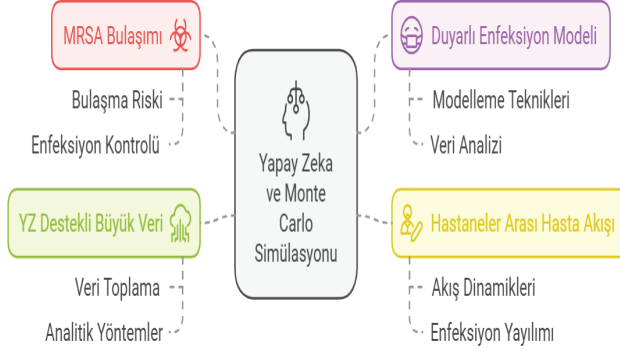 MRSA Bulaşımı
Bulaşma Riski
Enfeksiyon Kontrolü
YZ Destekli Büyük Veri
Veri Toplama
Analitik Yöntemler
Yapay Zeka
ve Monte
Carlo
Simülasyonu
Duyarlı Enfeksiyon Modeli
Modelleme Teknikleri
Veri Analizi
Hastaneler Arası Hasta Akışı
Akış Dinamikleri
Enfeksiyon Yayılımı